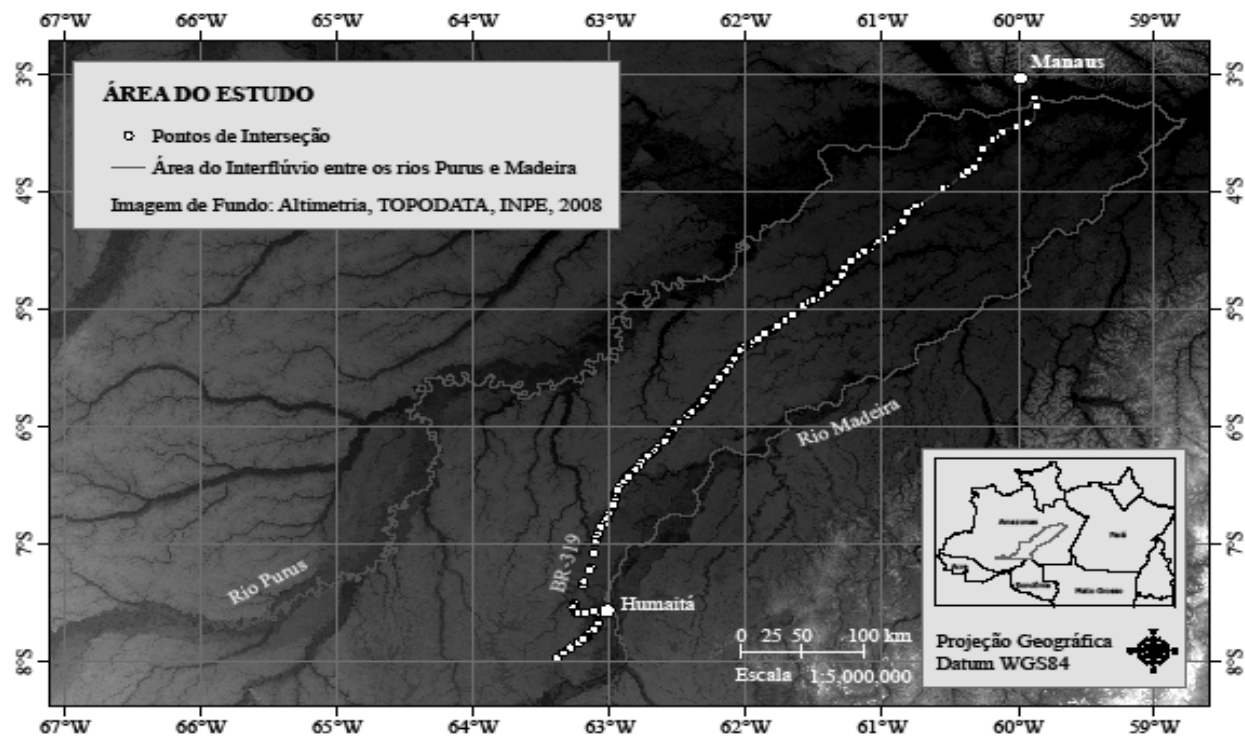 67°W 66°W 65°W 64°W 63°W 62°W 61°W 60°W 59°W
3°S 3°S
Manaus
ÁREA DO ESTUDO
Pontos de Interseção
Área do Interflúvio entre os rios Purus e Madeira
Imagem de Fundo: Altimetria, TOPODATA, INPE, 2008
4°S 4°S
5°S 5°S
6°S 6°S
Rio Madeira
Amazonas
Pará
7°S 7°S
BR-319
Rio Purus
Acre
Rondônia
Mato Grosso
Humaitá
0 25 50 100 km
Escala 1:5.000.000
Projeção Geográfica
Datum WGS84
8°S 8°S
67°W 66°W 65°W 64°W 63°W 62°W 61°W 60°W 59°W